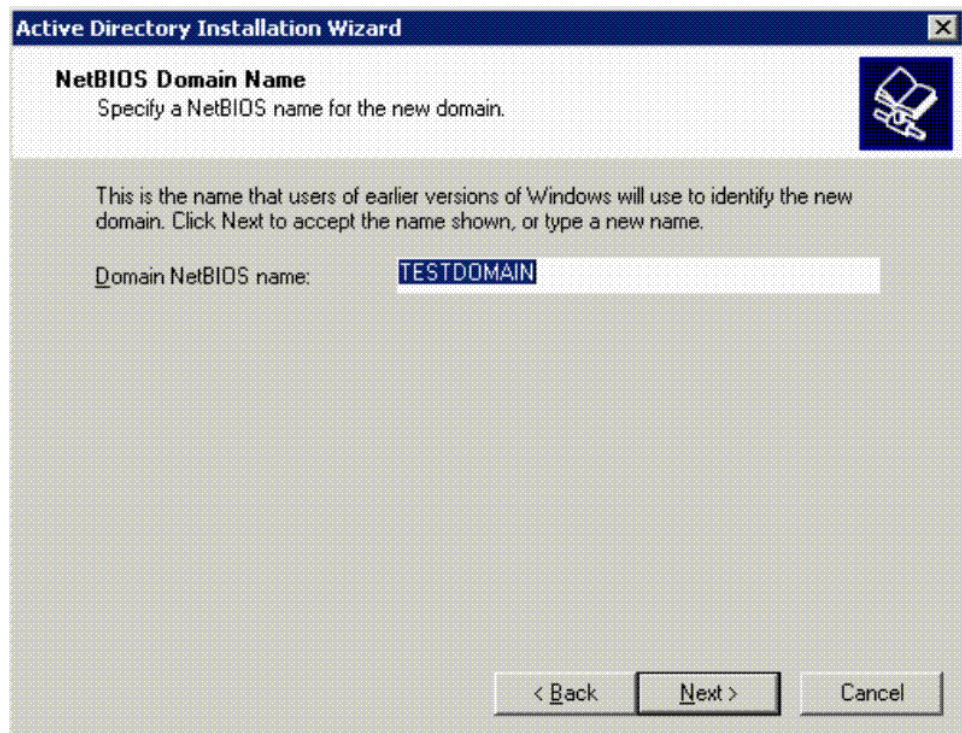 Active Directory Installation Wizard
NetBIOS Domain Name
Specify a NetBIOS name for the new domain.
This is the name that users of earlier versions of Windows will use to identify the new
domain. Click Next to accept the name shown, or type a new name.
Domain NetBIOS name: TESTDOMAIN
< Back Next > Cancel